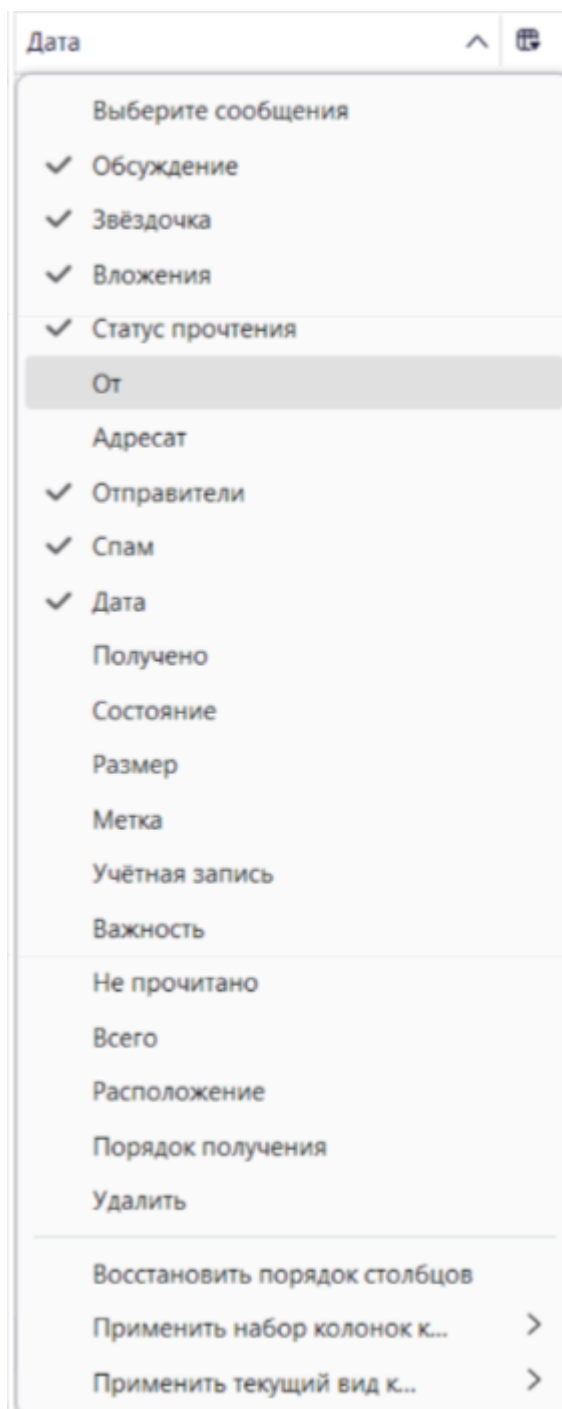 Дата
Выберите сообщения
Обсуждение
Звёздочка
Вложения
Статус прочтения
От
Адресат
Отправители
Спам
Дата
Получено
Состояние
Размер
Метка
Учётная запись
Важность
Не прочитано
Всего
Расположение
Порядок получения
Удалить
Восстановить порядок столбцов
Применить набор колонок к...
Применить текущий вид к...